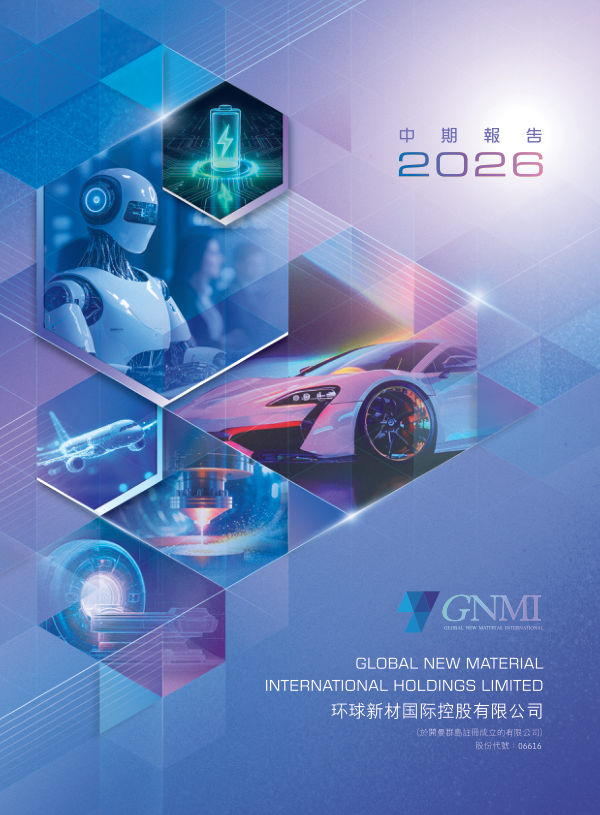 中期報告
2026
GNMI
GLOBAL NEW MATERIAL INTERNATIONAL
GLOBAL NEW MATERIAL
INTERNATIONAL HOLDINGS LIMITED
环球新材国际控股有限公司
(於開曼群島註冊成立的有限公司)
股份代號：06616